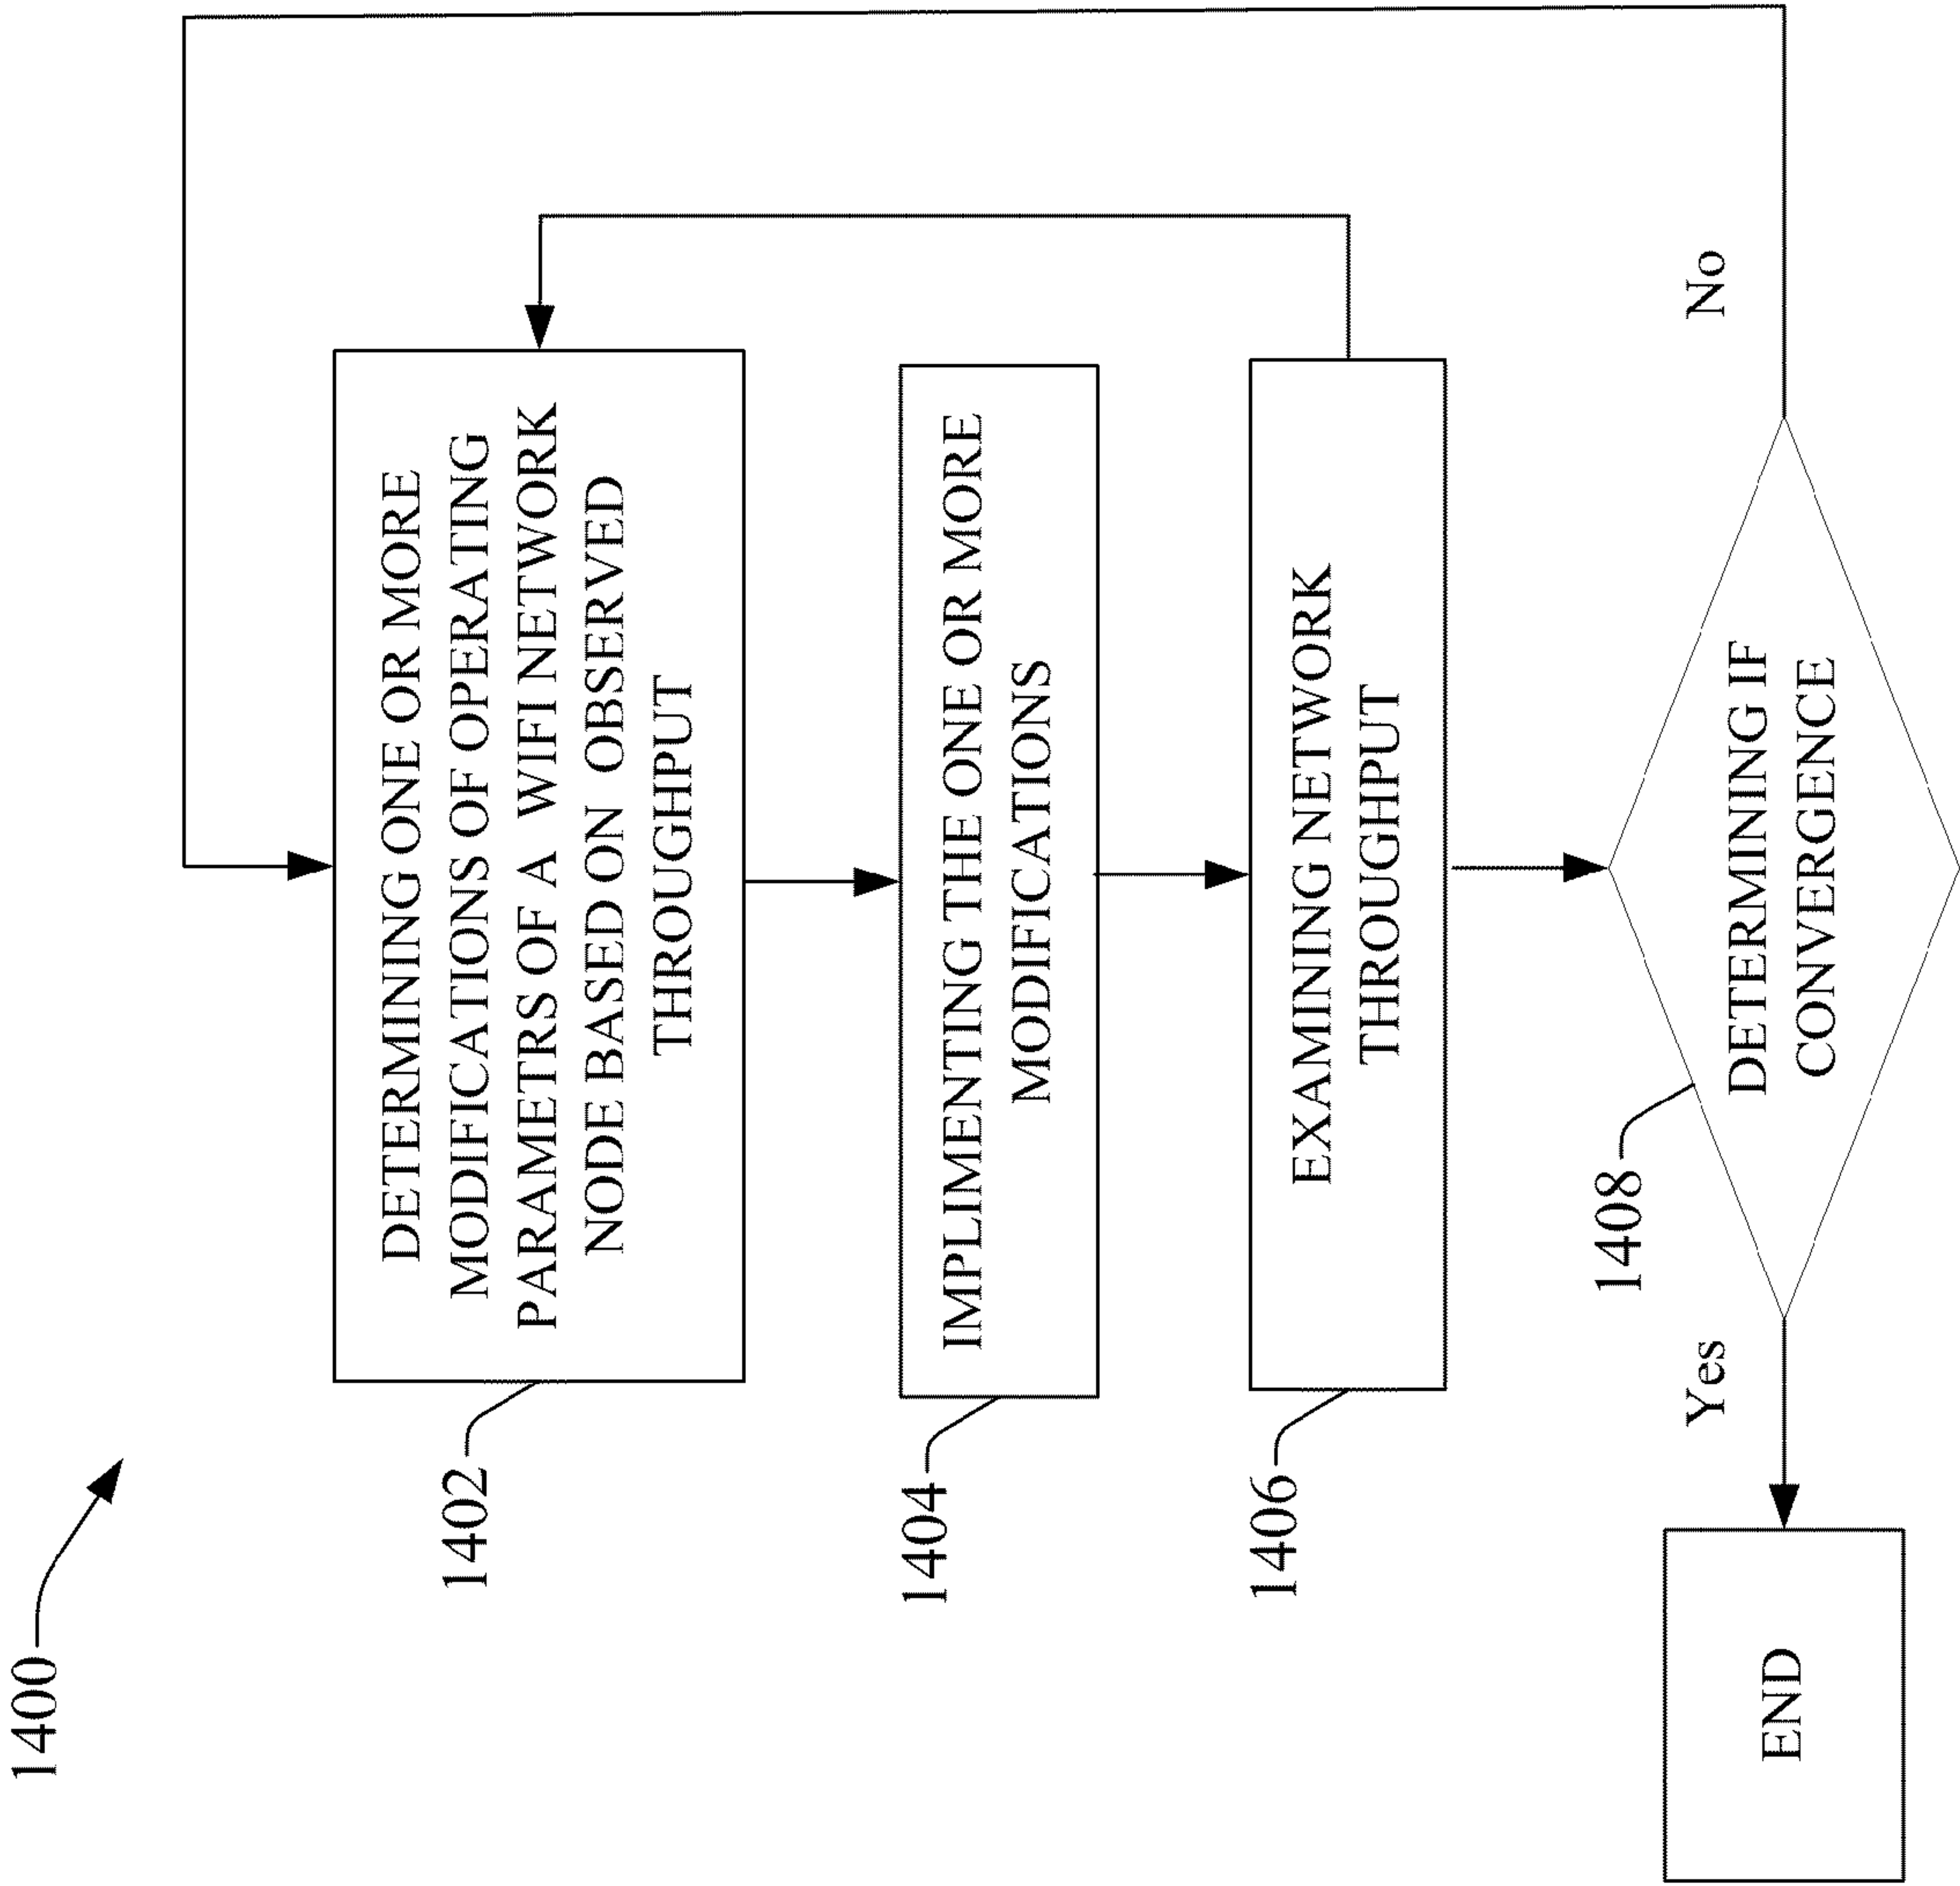 1400
DETERMINING ONE OR MORE
MODIFICATIONS OF OPERATING
PARAMETRS OF A WIFI NETWORK
NODE BASED ON OBSERVED
THROUGHPUT
1402
IMPLIMENTING THE ONE OR MORE
MODIFICATIONS
1404
EXAMINING NETWORK
THROUGHPUT
1406
DETERMINING IF
CONVERGENCE
1408
Yes
No
END